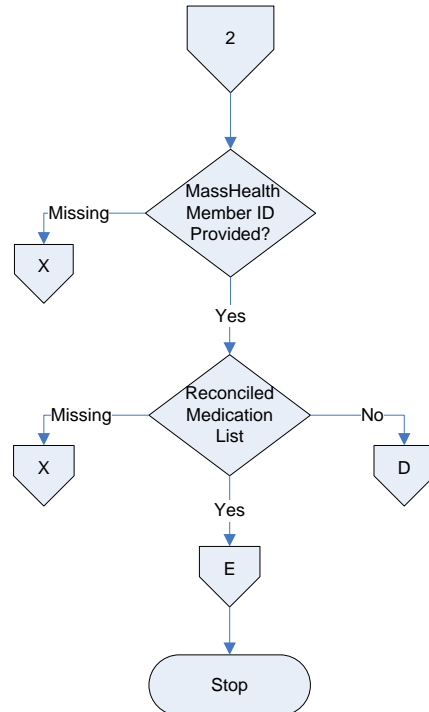 2
MassHealth
Member ID
Provided?
Missing
X
Yes
Reconciled
Medication
List
Missing
No
X
D
Yes
E
Stop